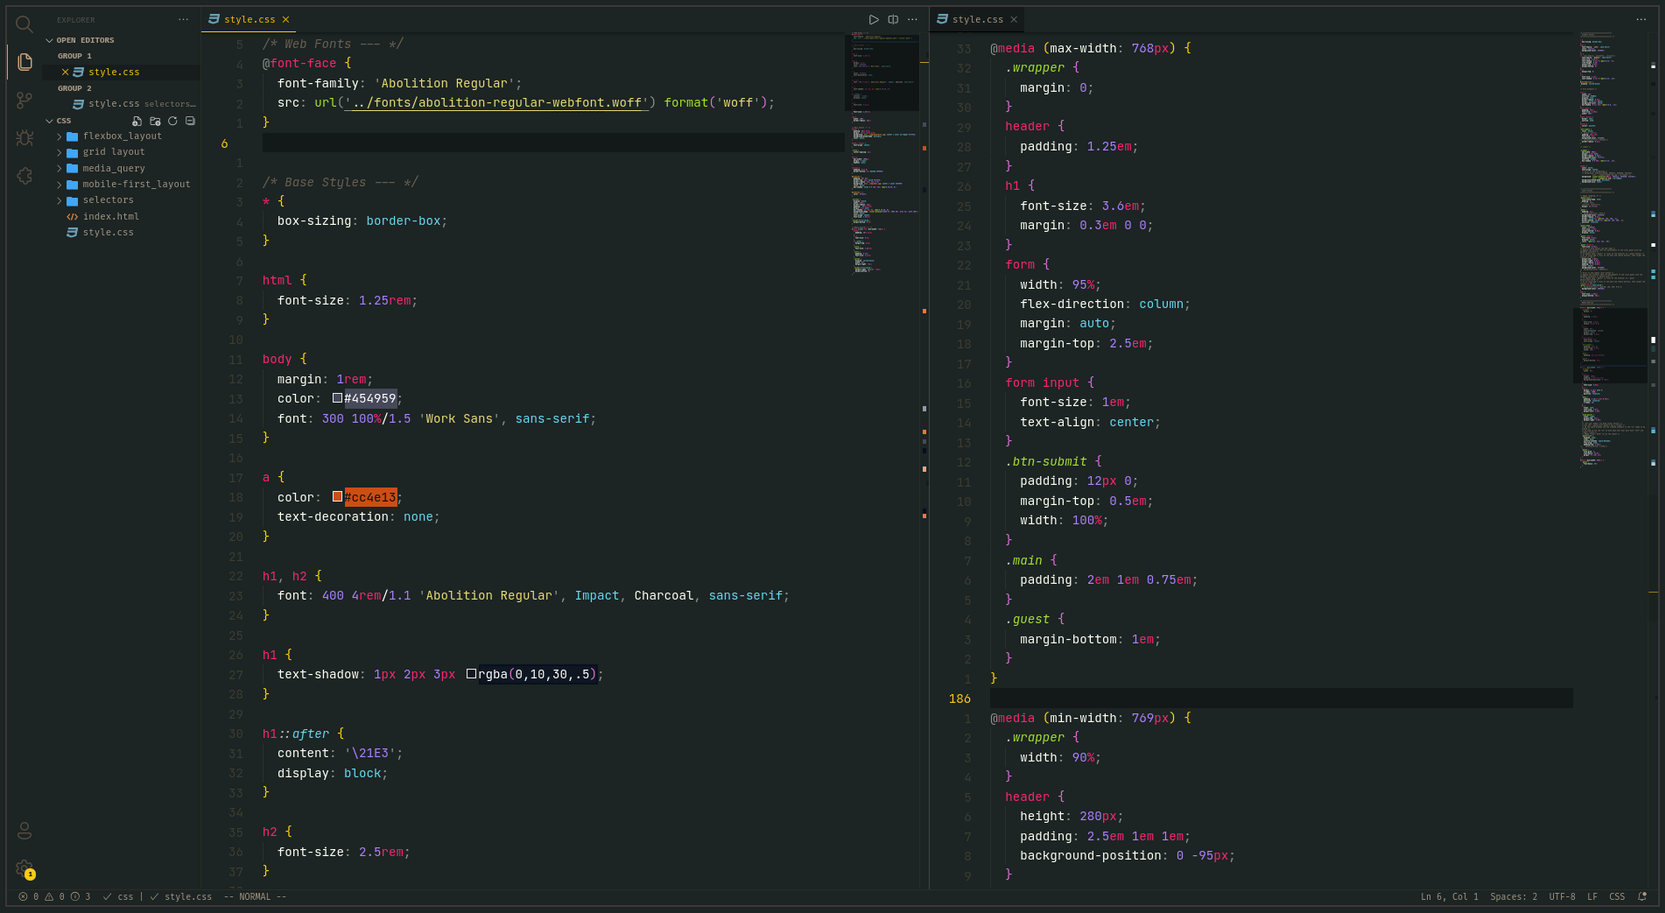 EXPLORER ···
OPEN EDITORS
GROUP 1
× style.css
GROUP 2
style.css selectors...
CSS
flexbox_layout
grid layout
media_query
mobile-first_layout
selectors
index.html
style.css
style.css ×
5 /* Web Fonts --- */
4 @font-face {
3 font-family: 'Abolition Regular';
2 src: url('../fonts/abolition-regular-webfont.woff') format('woff');
1 }
6
1
2 /* Base Styles --- */
3 * {
4 box-sizing: border-box;
5 }
6
7 html {
8 font-size: 1.25rem;
9 }
10
11 body {
12 margin: 1rem;
13 color: #454959;
14 font: 300 100%/1.5 'Work Sans', sans-serif;
15 }
16
17 a {
18 color: #cc4e13;
19 text-decoration: none;
20 }
21
22 h1, h2 {
23 font: 400 4rem/1.1 'Abolition Regular', Impact, Charcoal, sans-serif;
24 }
25
26 h1 {
27 text-shadow: 1px 2px 3px rgba(0,10,30,.5);
28 }
29
30 h1::after {
31 content: '\21E3';
32 display: block;
33 }
34
35 h2 {
36 font-size: 2.5rem;
37 }
style.css ×
33 @media (max-width: 768px) {
32 .wrapper {
31 margin: 0;
30 }
29 header {
28 padding: 1.25em;
27 }
26 h1 {
25 font-size: 3.6em;
24 margin: 0.3em 0 0;
23 }
22 form {
21 width: 95%;
20 flex-direction: column;
19 margin: auto;
18 margin-top: 2.5em;
17 }
16 form input {
15 font-size: 1em;
14 text-align: center;
13 }
12 .btn-submit {
11 padding: 12px 0;
10 margin-top: 0.5em;
9 width: 100%;
8 }
7 .main {
6 padding: 2em 1em 0.75em;
5 }
4 .guest {
3 margin-bottom: 1em;
2 }
1 }
186
1 @media (min-width: 769px) {
2 .wrapper {
3 width: 90%;
4 }
5 header {
6 height: 280px;
7 padding: 2.5em 1em 1em;
8 background-position: 0 -95px;
9 }
1
0 0 3 ✓ css | ✓ style.css -- NORMAL --
Ln 6, Col 1 Spaces: 2 UTF-8 LF CSS